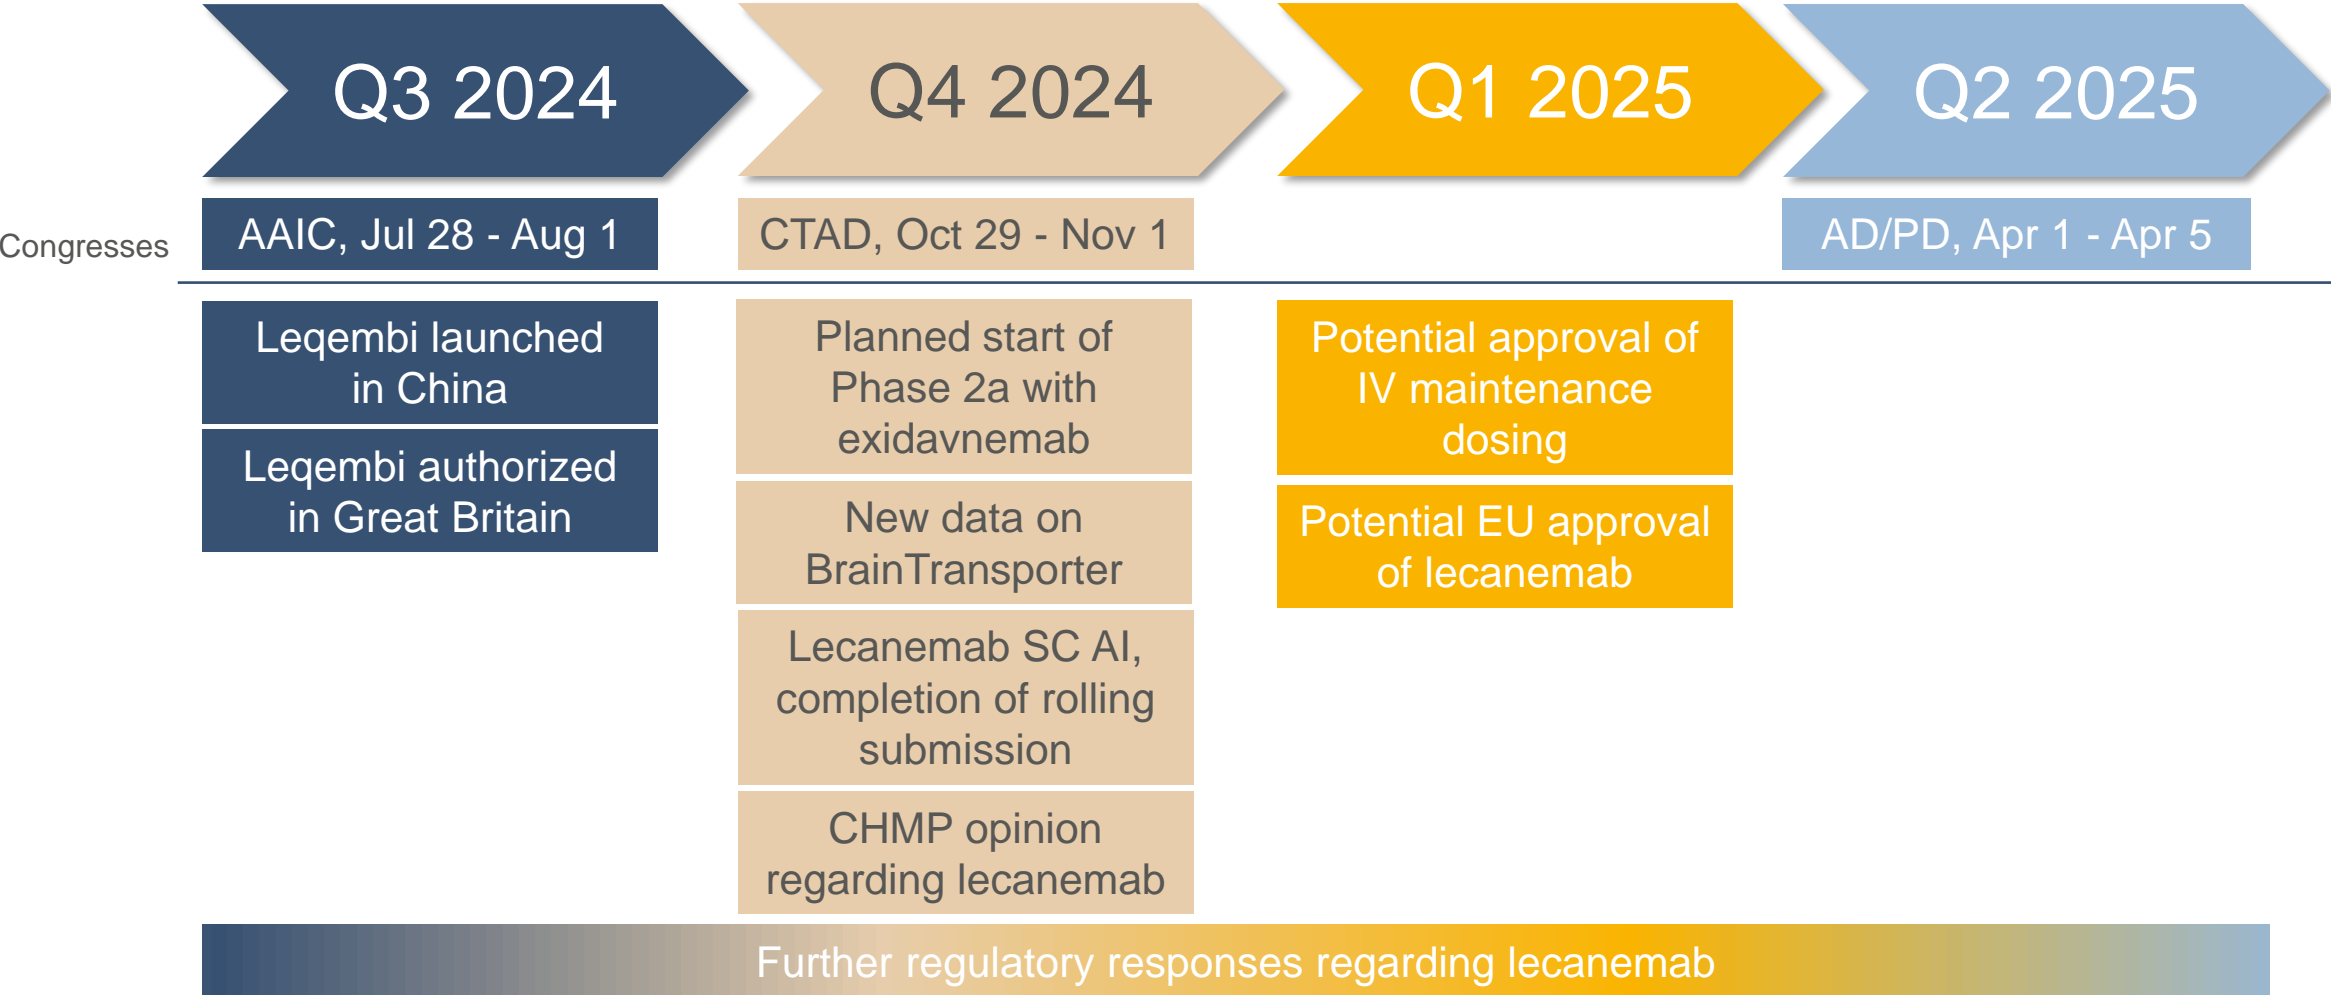 Q3 2024
Q4 2024
Q1 2025
Q2 2025
Congresses
AAIC, Jul 28 - Aug 1
CTAD, Oct 29 - Nov 1
AD/PD, Apr 1 - Apr 5
Leqembi launched
in China
Leqembi authorized
in Great Britain
Planned start of
Phase 2a with
exidavnemab
New data on
BrainTransporter
Lecanemab SC AI,
completion of rolling
submission
CHMP opinion
regarding lecanemab
Potential approval of
IV maintenance
dosing
Potential EU approval
of lecanemab
Further regulatory responses regarding lecanemab